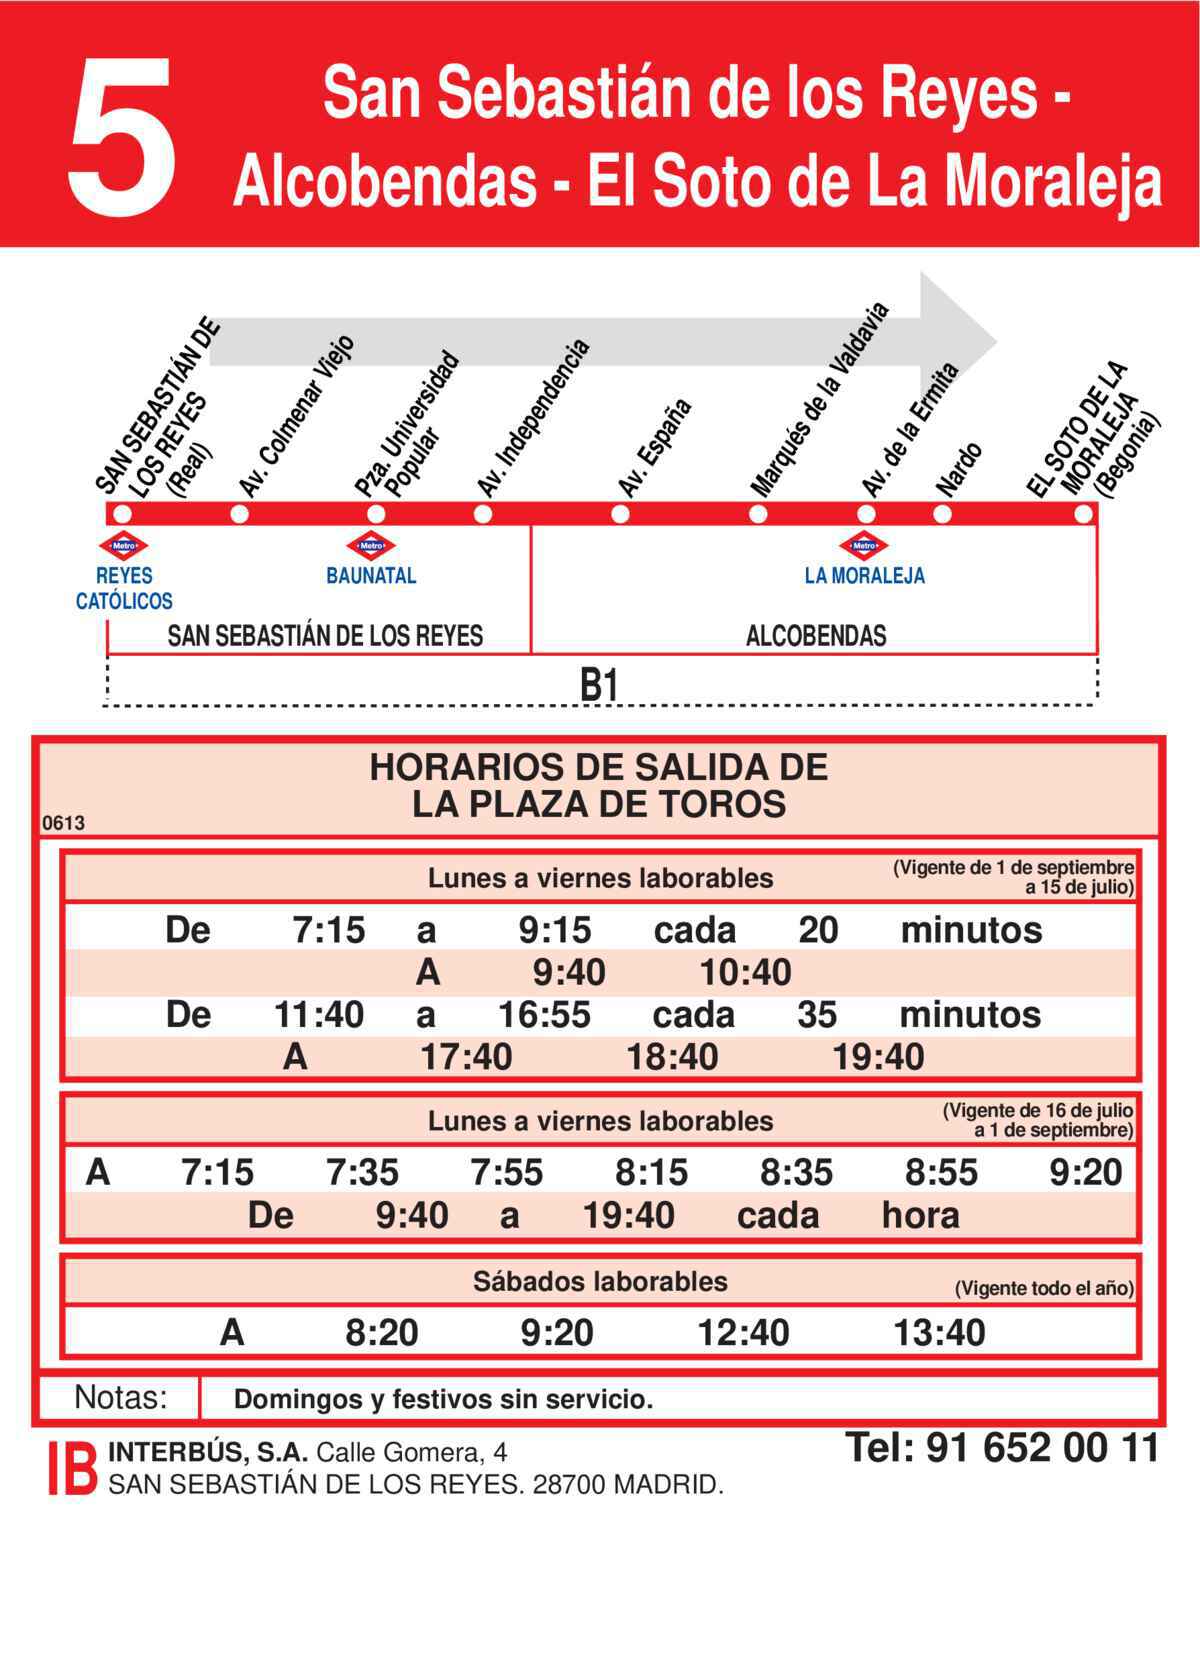 5
San Sebastián de los Reyes -
Alcobendas - El Soto de La Moraleja
SAN SEBASTIÁN DE
LOS REYES
(Real)
Av. Colmenar Viejo
Pza. Universidad
Popular
Av. Independencia
Av. España
Marqués de la Valdavia
Av. de la Ermita
Nardo
EL SOTO DE LA
MORALEJA
(Begonia)
Metro
Metro
Metro
REYES
CATÓLICOS
BAUNATAL
LA MORALEJA
SAN SEBASTIÁN DE LOS REYES
ALCOBENDAS
B1
HORARIOS DE SALIDA DE
LA PLAZA DE TOROS
0613
Lunes a viernes laborables
(Vigente de 1 de septiembre
a 15 de julio)
De 7:15 a 9:15 cada 20 minutos
A 9:40 10:40
De 11:40 a 16:55 cada 35 minutos
A 17:40 18:40 19:40
Lunes a viernes laborables
(Vigente de 16 de julio
a 1 de septiembre)
A 7:15 7:35 7:55 8:15 8:35 8:55 9:20
De 9:40 a 19:40 cada hora
Sábados laborables
(Vigente todo el año)
A 8:20 9:20 12:40 13:40
Notas: Domingos y festivos sin servicio.
IB
INTERBÚS, S.A. Calle Gomera, 4
SAN SEBASTIÁN DE LOS REYES. 28700 MADRID.
Tel: 91 652 00 11